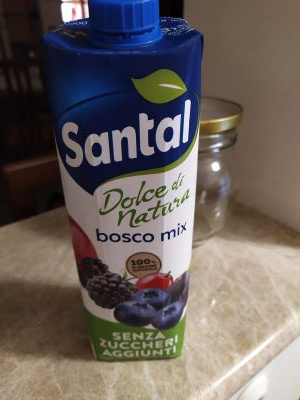 Santal
Dolce di
Natura
bosco mix
100%
SENZA
ZUCCHERI
AGGIUNTI